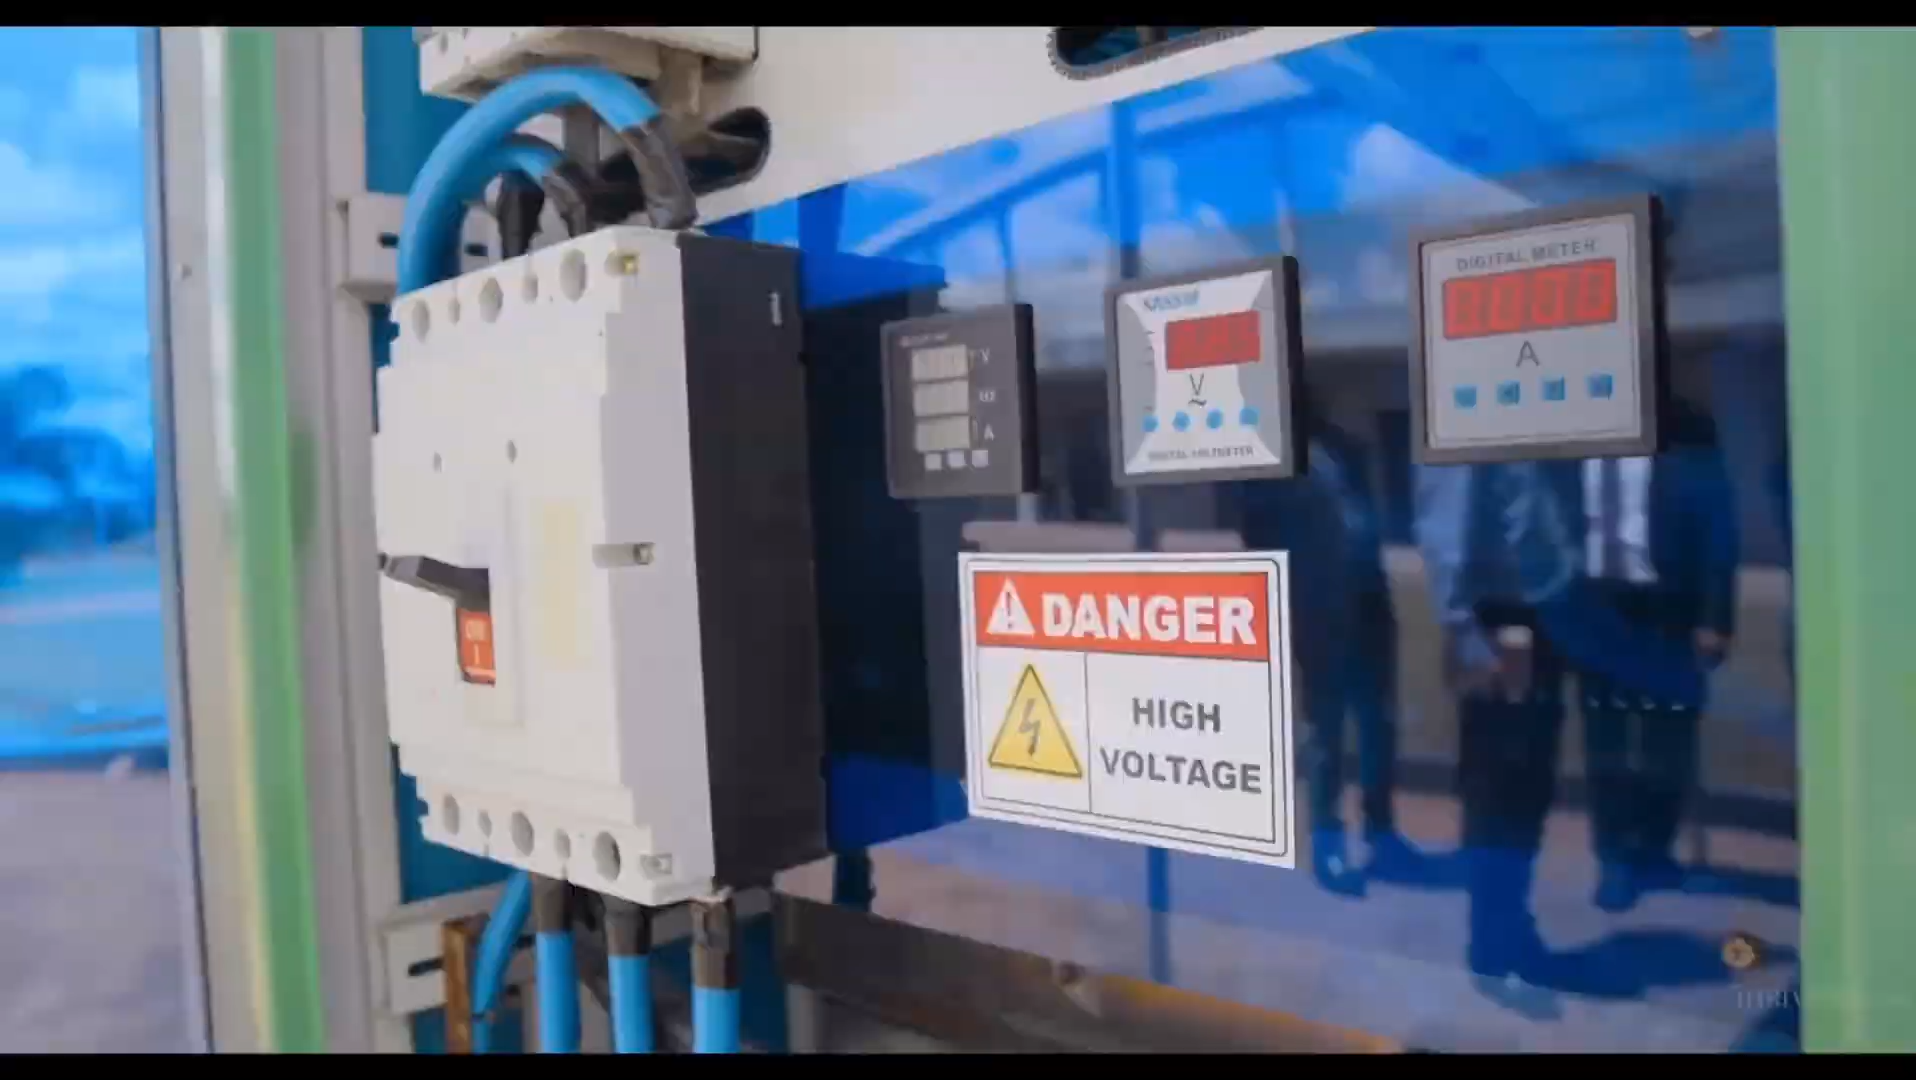 DIGITAL METER
A
V
DIGITAL VOLTMETER
V
Hz
A
DANGER
HIGH
VOLTAGE